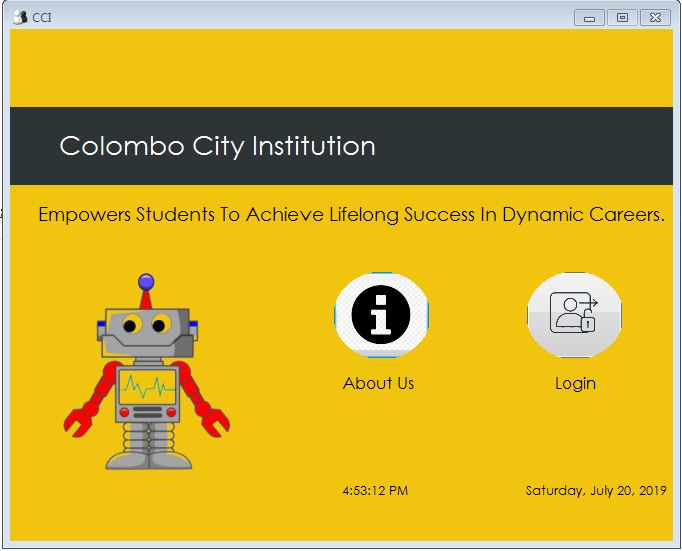 CCI
Colombo City Institution
Empowers Students To Achieve Lifelong Success In Dynamic Careers.
About Us
Login
4:53:12 PM
Saturday, July 20, 2019